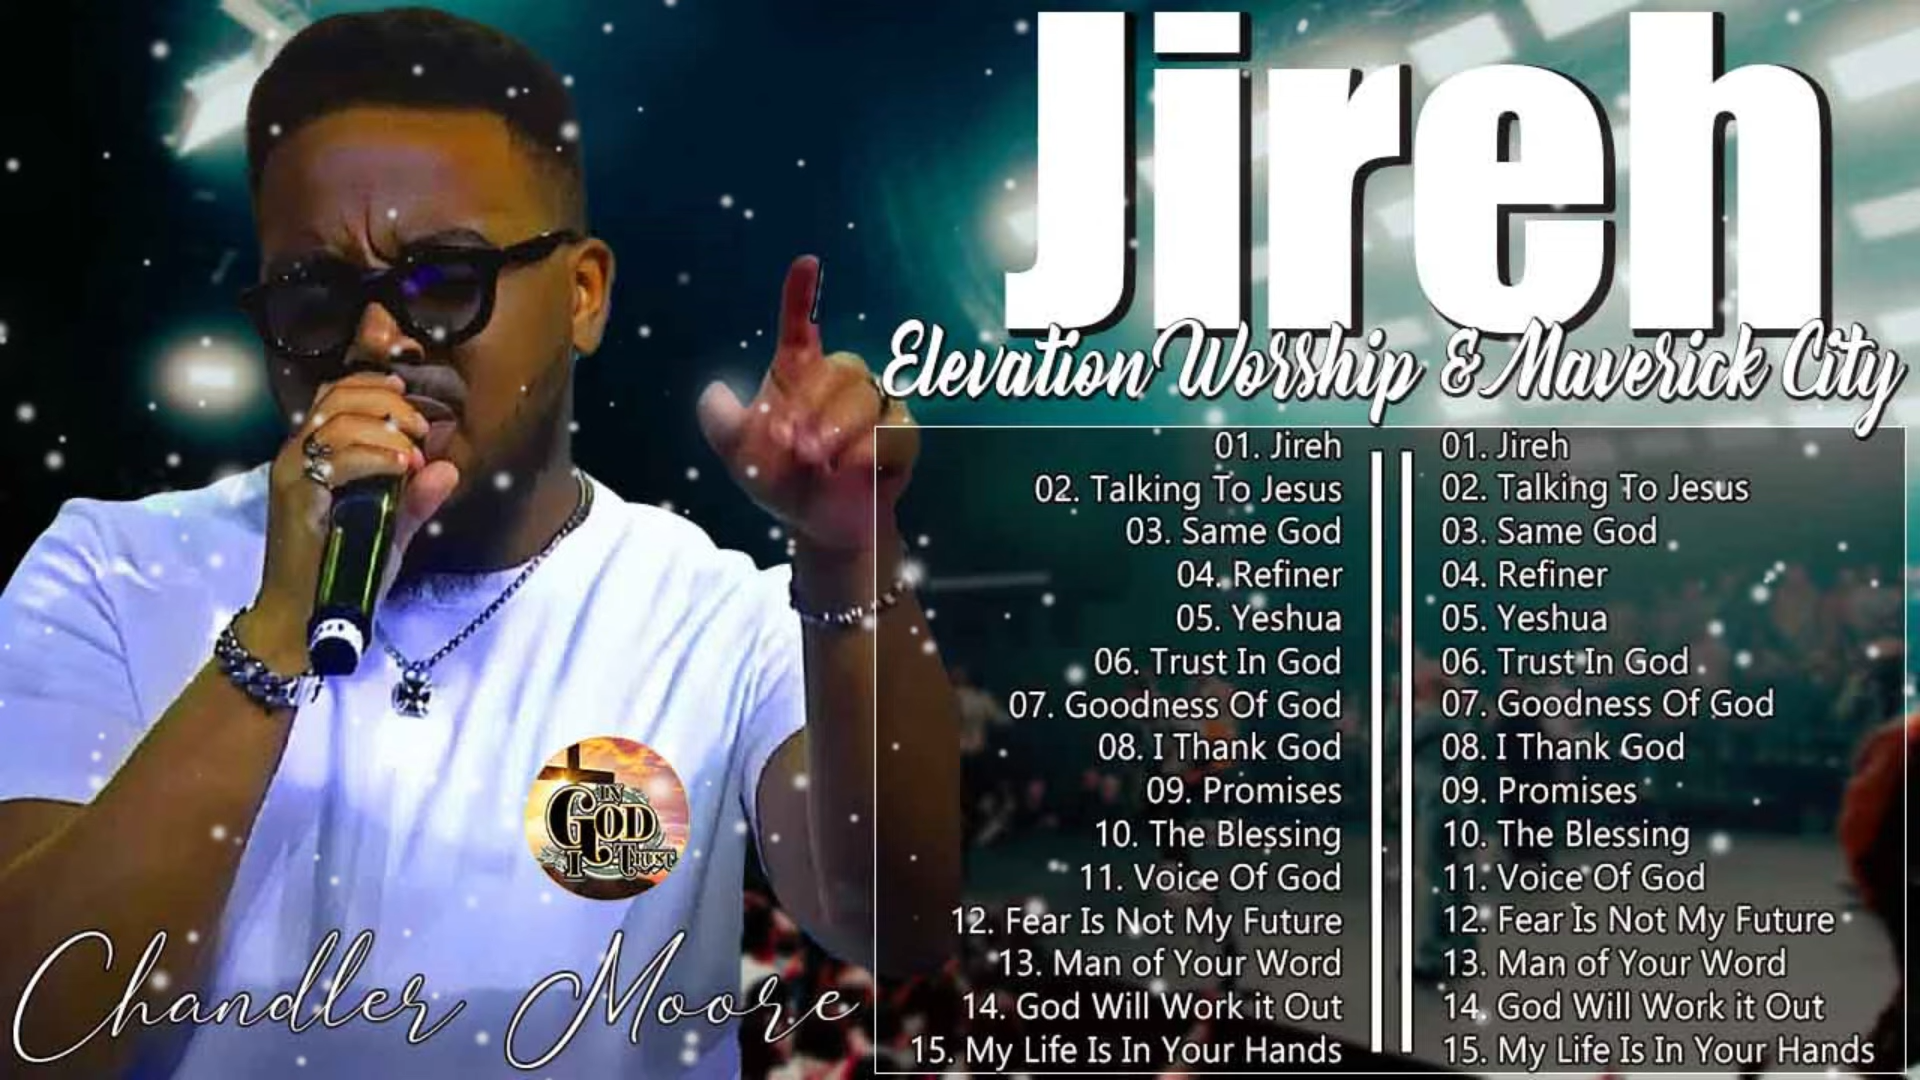 Jireh
Elevation Worship & Maverick City
01. Jireh
02. Talking To Jesus
03. Same God
04. Refiner
05. Yeshua
06. Trust In God
07. Goodness Of God
08. I Thank God
09. Promises
10. The Blessing
11. Voice Of God
12. Fear Is Not My Future
13. Man of Your Word
14. God Will Work it Out
15. My Life Is In Your Hands
01. Jireh
02. Talking To Jesus
03. Same God
04. Refiner
05. Yeshua
06. Trust In God
07. Goodness Of God
08. I Thank God
09. Promises
10. The Blessing
11. Voice Of God
12. Fear Is Not My Future
13. Man of Your Word
14. God Will Work it Out
15. My Life Is In Your Hands
IN
GOD
I TRUST
Chandler Moore